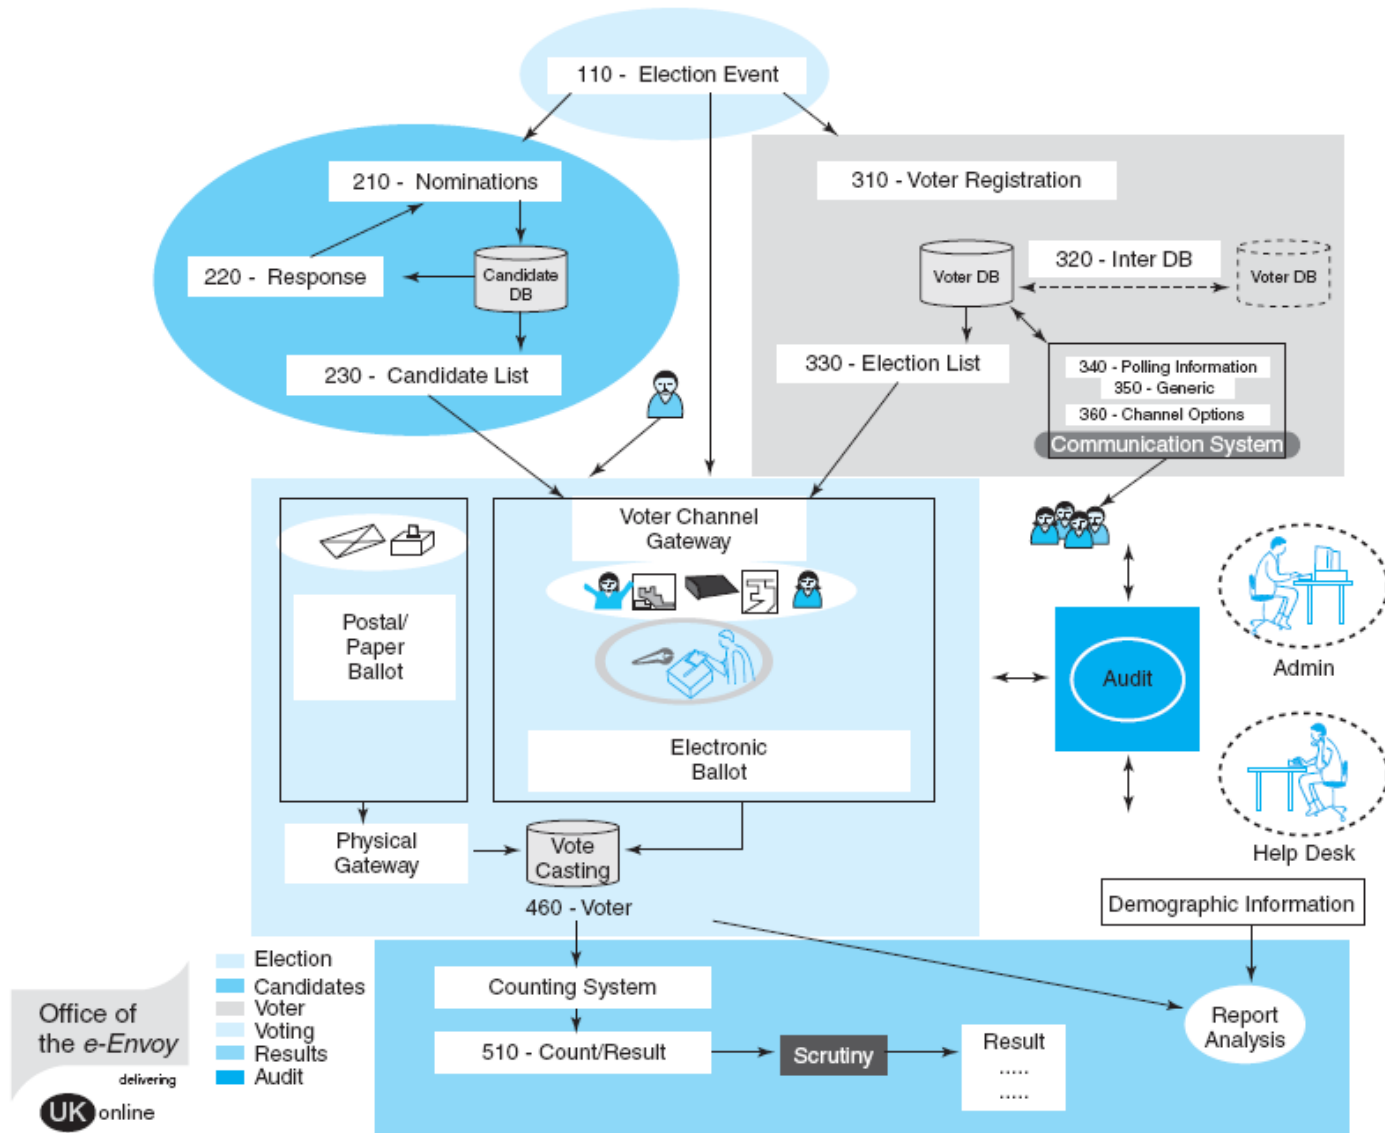 110 - Election Event
210 - Nominations
310 - Voter Registration
220 - Response
Candidate
DB
Voter DB
320 - Inter DB
Voter DB
230 - Candidate List
330 - Election List
340 - Polling Information
350 - Generic
360 - Channel Options
Communication System
Voter Channel
Gateway
Postal/
Paper
Ballot
Audit
Admin
Electronic
Ballot
Physical
Gateway
Vote
Casting
Help Desk
460 - Voter
Demographic Information
Election
Candidates
Voter
Voting
Results
Audit
Counting System
510 - Count/Result
Scrutiny
Result
.....
.....
Report
Analysis
Office of
the e-Envoy
delivering
UK online